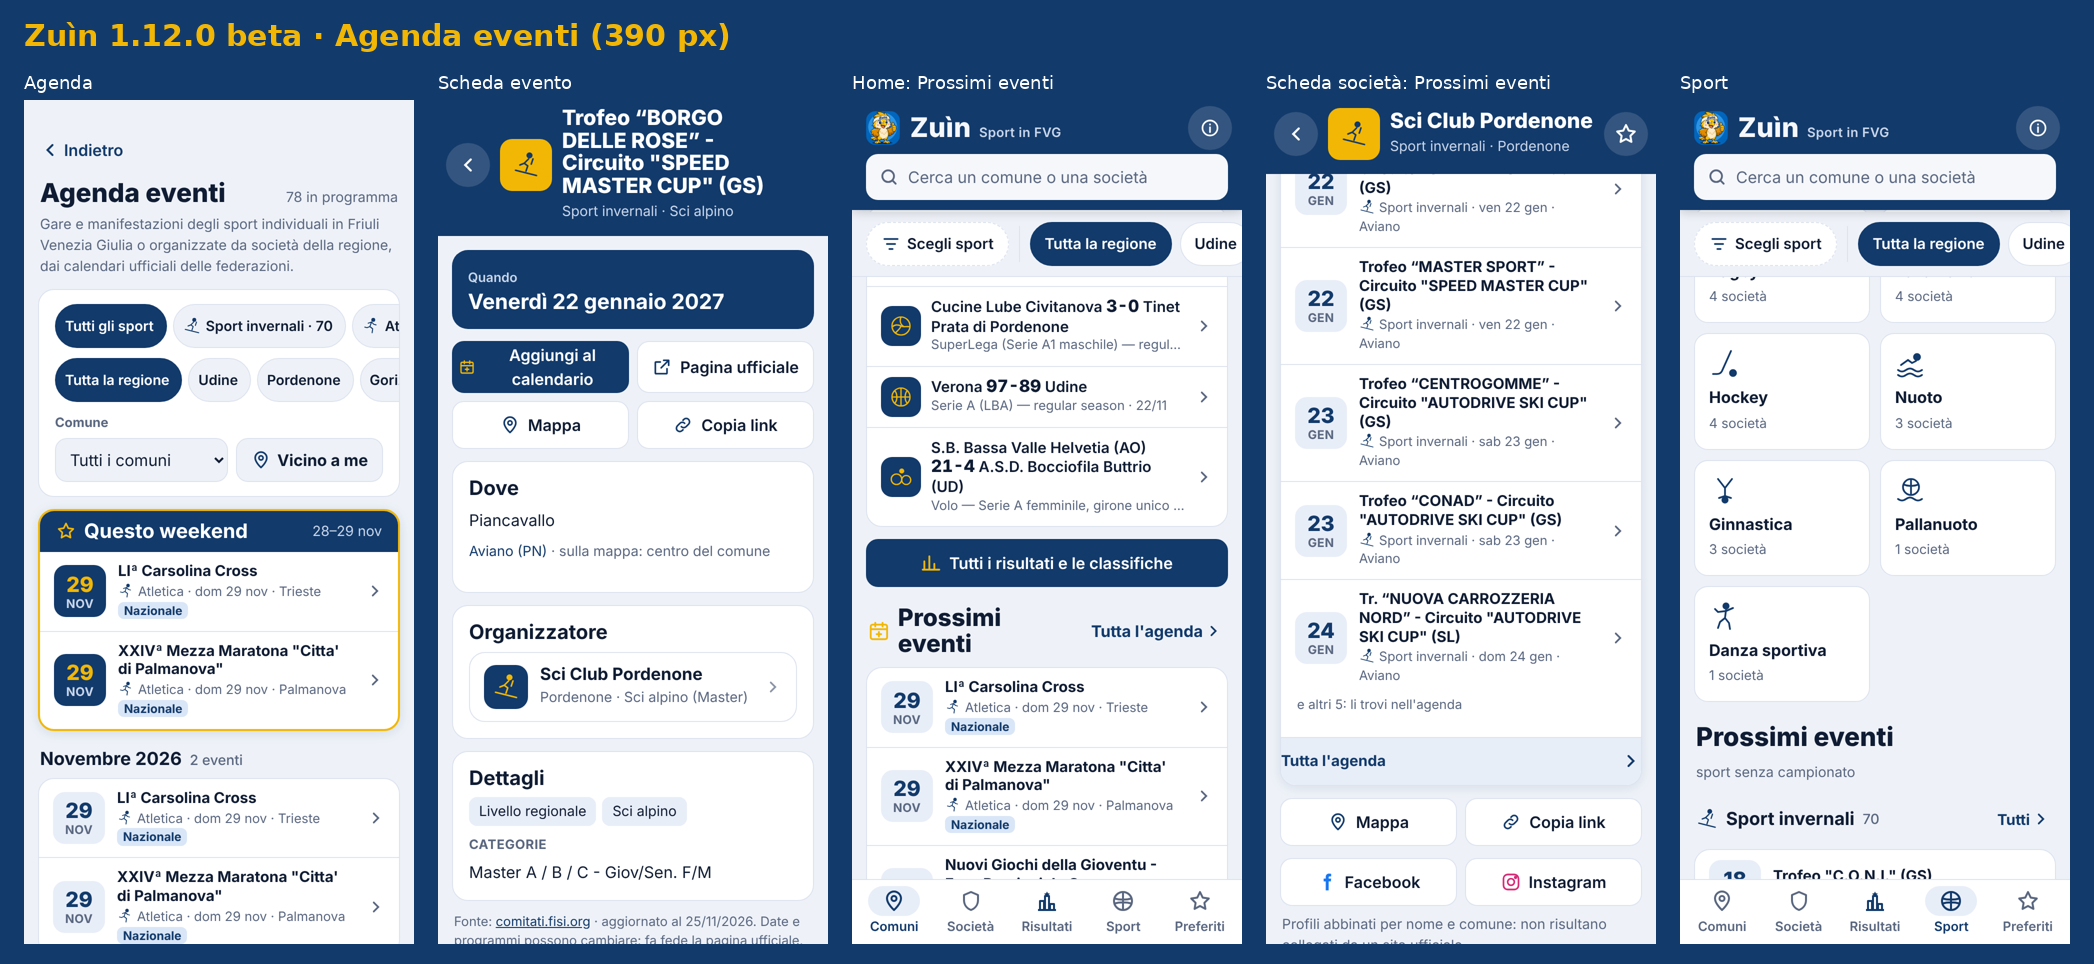 Zuìn 1.12.0 beta · Agenda eventi (390 px)
Agenda
Indietro
Agenda eventi
78 in programma
Gare e manifestazioni degli sport individuali in Friuli
Venezia Giulia o organizzate da società della regione,
dai calendari ufficiali delle federazioni.
Tutti gli sport
Sport invernali · 70
At
Tutta la regione
Udine
Pordenone
Gori
Comune
Tutti i comuni
Vicino a me
Questo weekend
28–29 nov
29
NOV
LIª Carsolina Cross
Atletica · dom 29 nov · Trieste
Nazionale
29
NOV
XXIVª Mezza Maratona "Citta'
di Palmanova"
Atletica · dom 29 nov · Palmanova
Nazionale
Novembre 2026 2 eventi
29
NOV
LIª Carsolina Cross
Atletica · dom 29 nov · Trieste
Nazionale
29
NOV
XXIVª Mezza Maratona "Citta'
di Palmanova"
Atletica · dom 29 nov · Palmanova
Nazionale
Scheda evento
Trofeo “BORGO
DELLE ROSE” -
Circuito "SPEED
MASTER CUP" (GS)
Sport invernali · Sci alpino
Quando
Venerdì 22 gennaio 2027
Aggiungi al
calendario
Pagina ufficiale
Mappa
Copia link
Dove
Piancavallo
Aviano (PN) · sulla mappa: centro del comune
Organizzatore
Sci Club Pordenone
Pordenone · Sci alpino (Master)
Dettagli
Livello regionale
Sci alpino
CATEGORIE
Master A / B / C - Giov/Sen. F/M
Fonte: comitati.fisi.org · aggiornato al 25/11/2026. Date e
programmi possono cambiare: fa fede la pagina ufficiale.
Home: Prossimi eventi
Zuìn Sport in FVG
Cerca un comune o una società
Scegli sport
Tutta la regione
Udine
Cucine Lube Civitanova 3-0 Tinet
Prata di Pordenone
SuperLega (Serie A1 maschile) — regul...
Verona 97-89 Udine
Serie A (LBA) — regular season · 22/11
S.B. Bassa Valle Helvetia (AO)
21-4 A.S.D. Bocciofila Buttrio
(UD)
Volo — Serie A femminile, girone unico ...
Tutti i risultati e le classifiche
Prossimi
eventi
Tutta l'agenda
29
NOV
LIª Carsolina Cross
Atletica · dom 29 nov · Trieste
Nazionale
29
NOV
XXIVª Mezza Maratona "Citta'
di Palmanova"
Atletica · dom 29 nov · Palmanova
Nazionale
Nuovi Giochi della Gioventu -
Comuni
Società
Risultati
Sport
Preferiti
Scheda società: Prossimi eventi
Sci Club Pordenone
Sport invernali · Pordenone
22
GEN
(GS)
Sport invernali · ven 22 gen ·
Aviano
22
GEN
Trofeo “MASTER SPORT” -
Circuito "SPEED MASTER CUP"
(GS)
Sport invernali · ven 22 gen ·
Aviano
23
GEN
Trofeo “CENTROGOMME” -
Circuito "AUTODRIVE SKI CUP"
(GS)
Sport invernali · sab 23 gen ·
Aviano
23
GEN
Trofeo “CONAD” - Circuito
"AUTODRIVE SKI CUP" (GS)
Sport invernali · sab 23 gen ·
Aviano
24
GEN
Tr. “NUOVA CARROZZERIA
NORD” - Circuito "AUTODRIVE
SKI CUP" (SL)
Sport invernali · dom 24 gen ·
Aviano
e altri 5: li trovi nell'agenda
Tutta l'agenda
Mappa
Copia link
Facebook
Instagram
Profili abbinati per nome e comune: non risultano
collegati da un sito ufficiale
Sport
Zuìn Sport in FVG
Cerca un comune o una società
Scegli sport
Tutta la regione
Udine
4 società
4 società
Hockey
4 società
Nuoto
3 società
Ginnastica
3 società
Pallanuoto
1 società
Danza sportiva
1 società
Prossimi eventi
sport senza campionato
Sport invernali 70
Tutti
18
Trofeo "C.O.N.I." (GS)
Comuni
Società
Risultati
Sport
Preferiti